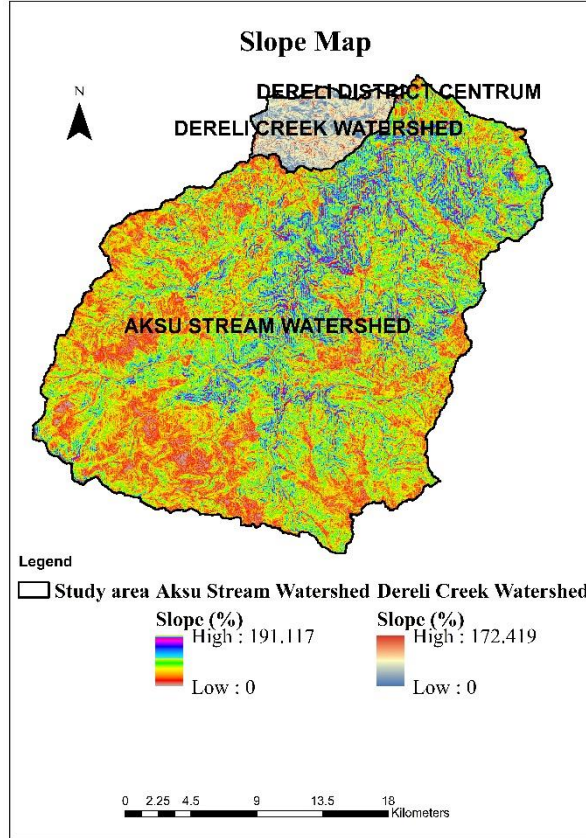 Slope Map
N
DERELI DISTRICT CENTRUM
DERELI CREEK WATERSHED
AKSU STREAM WATERSHED
Legend
Study area Aksu Stream Watershed Dereli Creek Watershed
Slope (%) Slope (%)
High : 191.117 High : 172.419
Low : 0 Low : 0
0 2.25 4.5 9 13.5 18
Kilometers